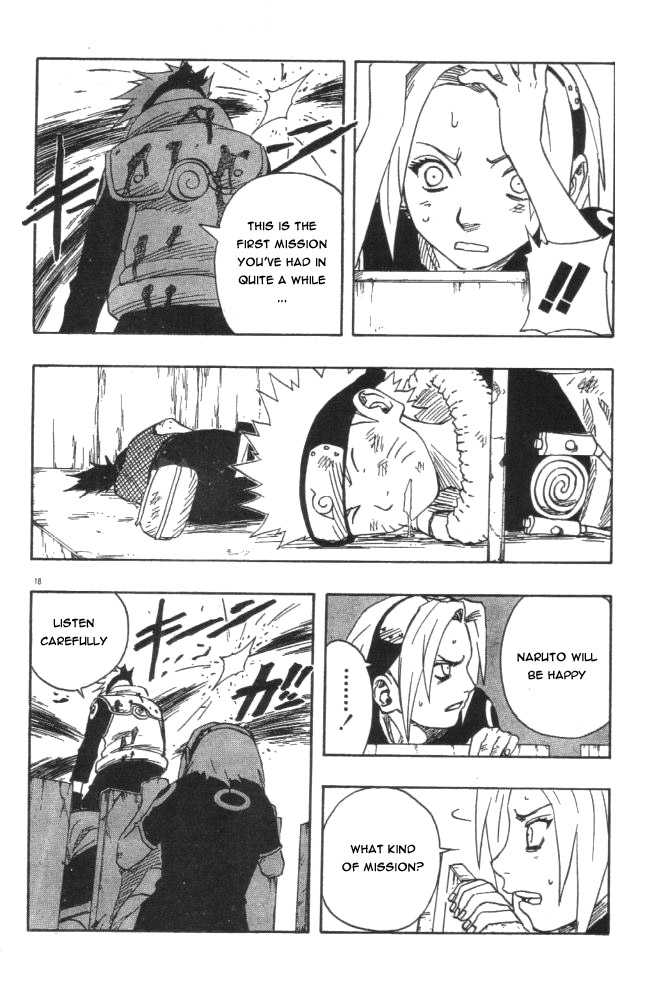 !!
THIS IS THE
FIRST MISSION
YOU'VE HAD IN
QUITE A WHILE
...
18
NARUTO WILL
BE HAPPY
WHAT KIND
OF MISSION?
LISTEN
CAREFULLY